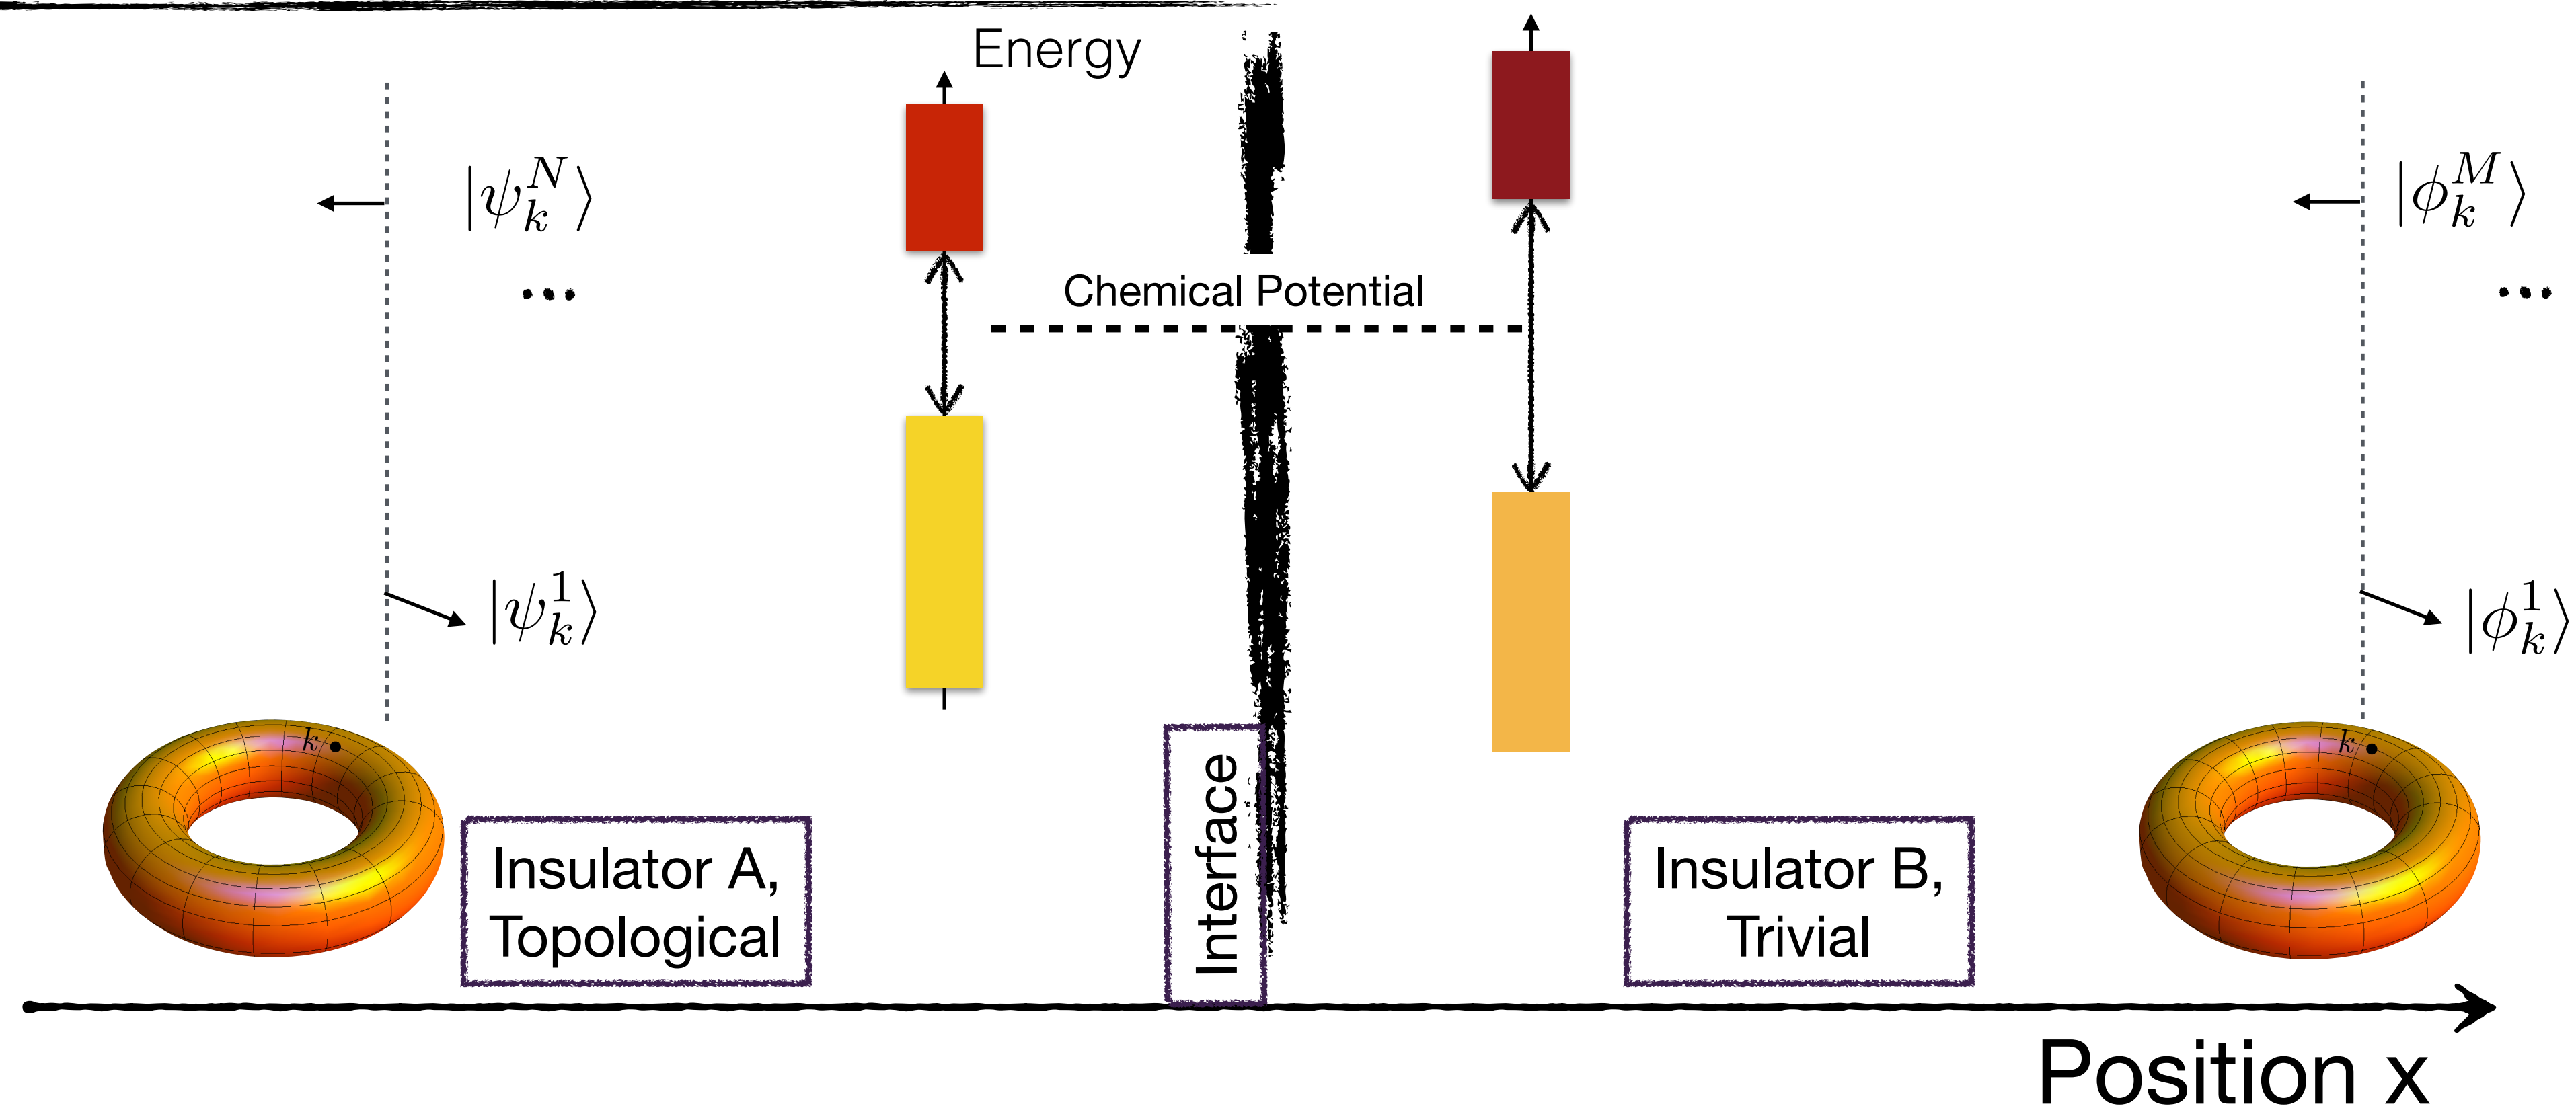 Energy
|ψ_k^N⟩
|ϕ_k^M⟩
...
...
Chemical Potential
|ψ_k^1⟩
|ϕ_k^1⟩
k
k
Interface
Insulator A,
Topological
Insulator B,
Trivial
Position x